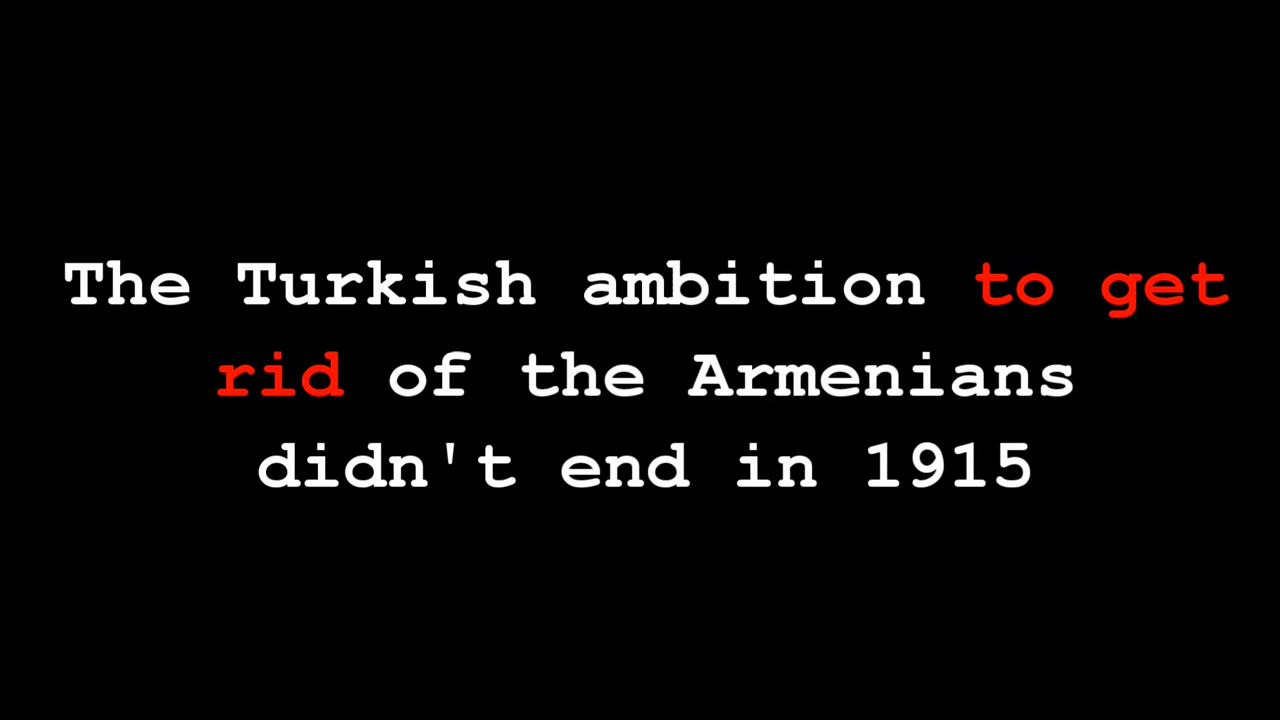 The Turkish ambition to get
rid of the Armenians
didn't end in 1915